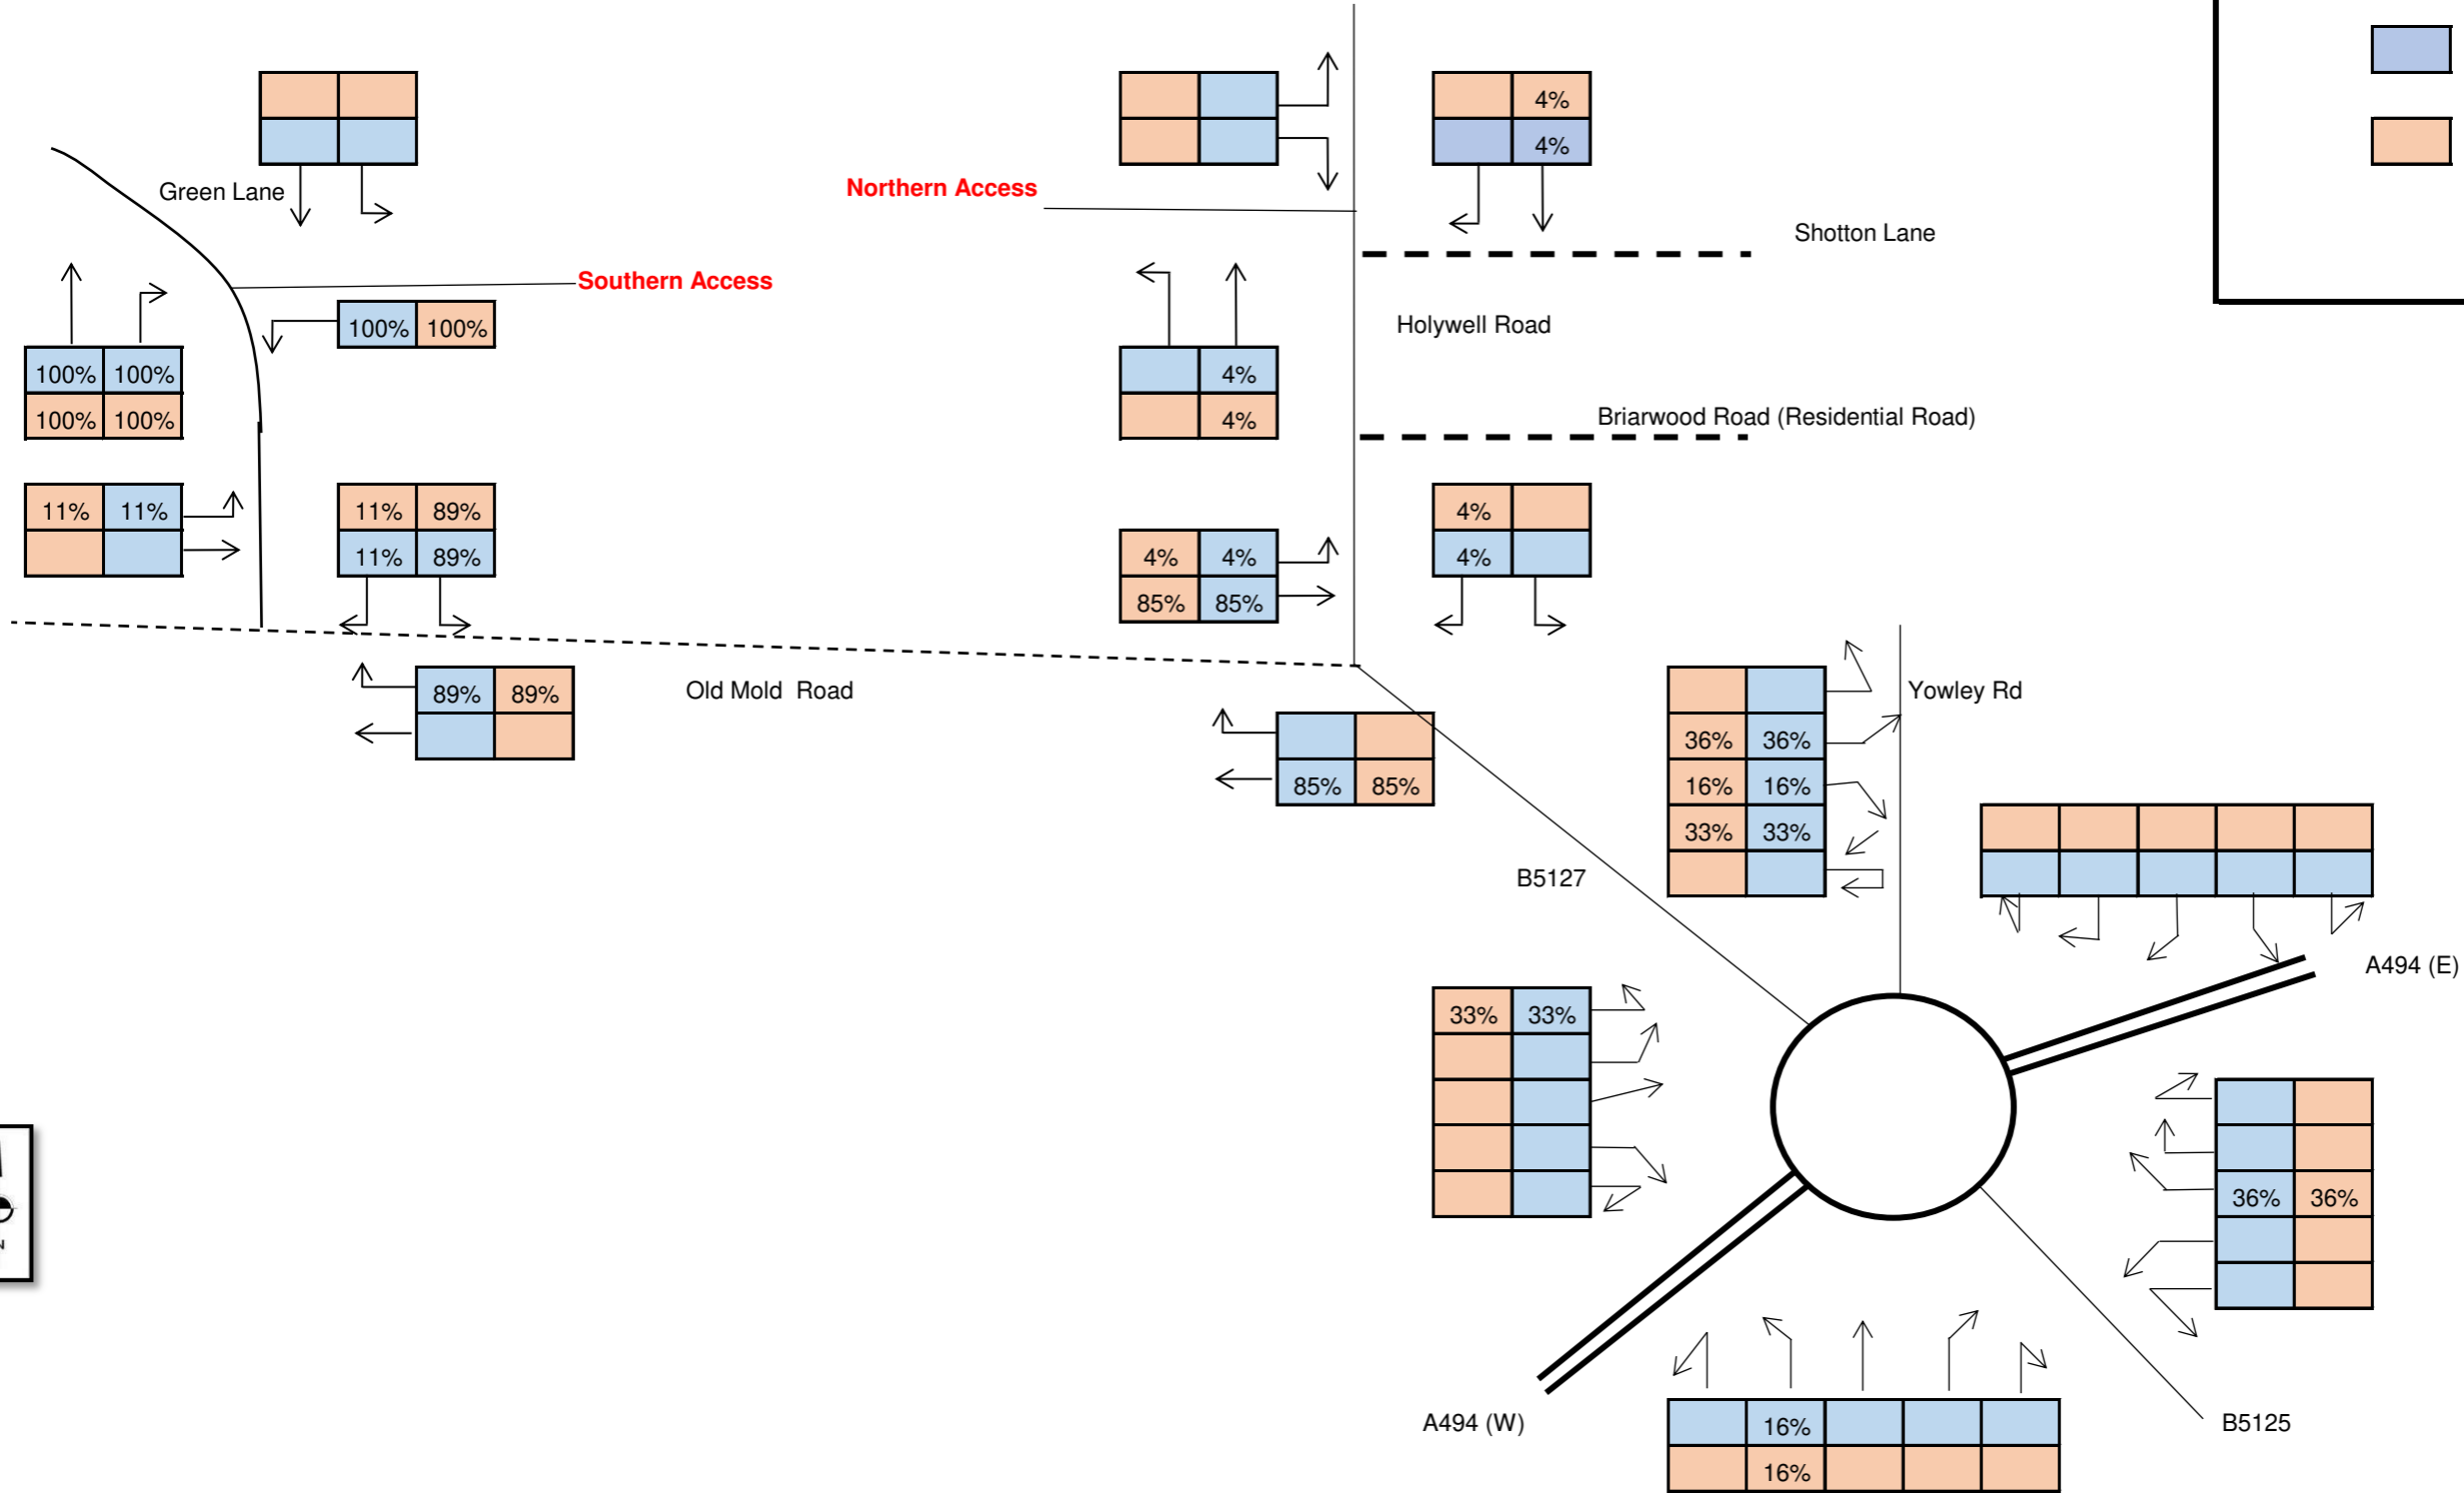 4%
4%
Green Lane
Northern Access
Shotton Lane
Southern Access
Holywell Road
100% 100%
100% 100%
100% 100%
4%
4%
Briarwood Road (Residential Road)
11% 11%
11% 89%
11% 89%
4% 4%
85% 85%
4%
4%
89% 89%
Old Mold Road
85% 85%
Yowley Rd
36% 36%
16% 16%
33% 33%
B5127
A494 (E)
33% 33%
36% 36%
N
A494 (W)
16%
16%
B5125